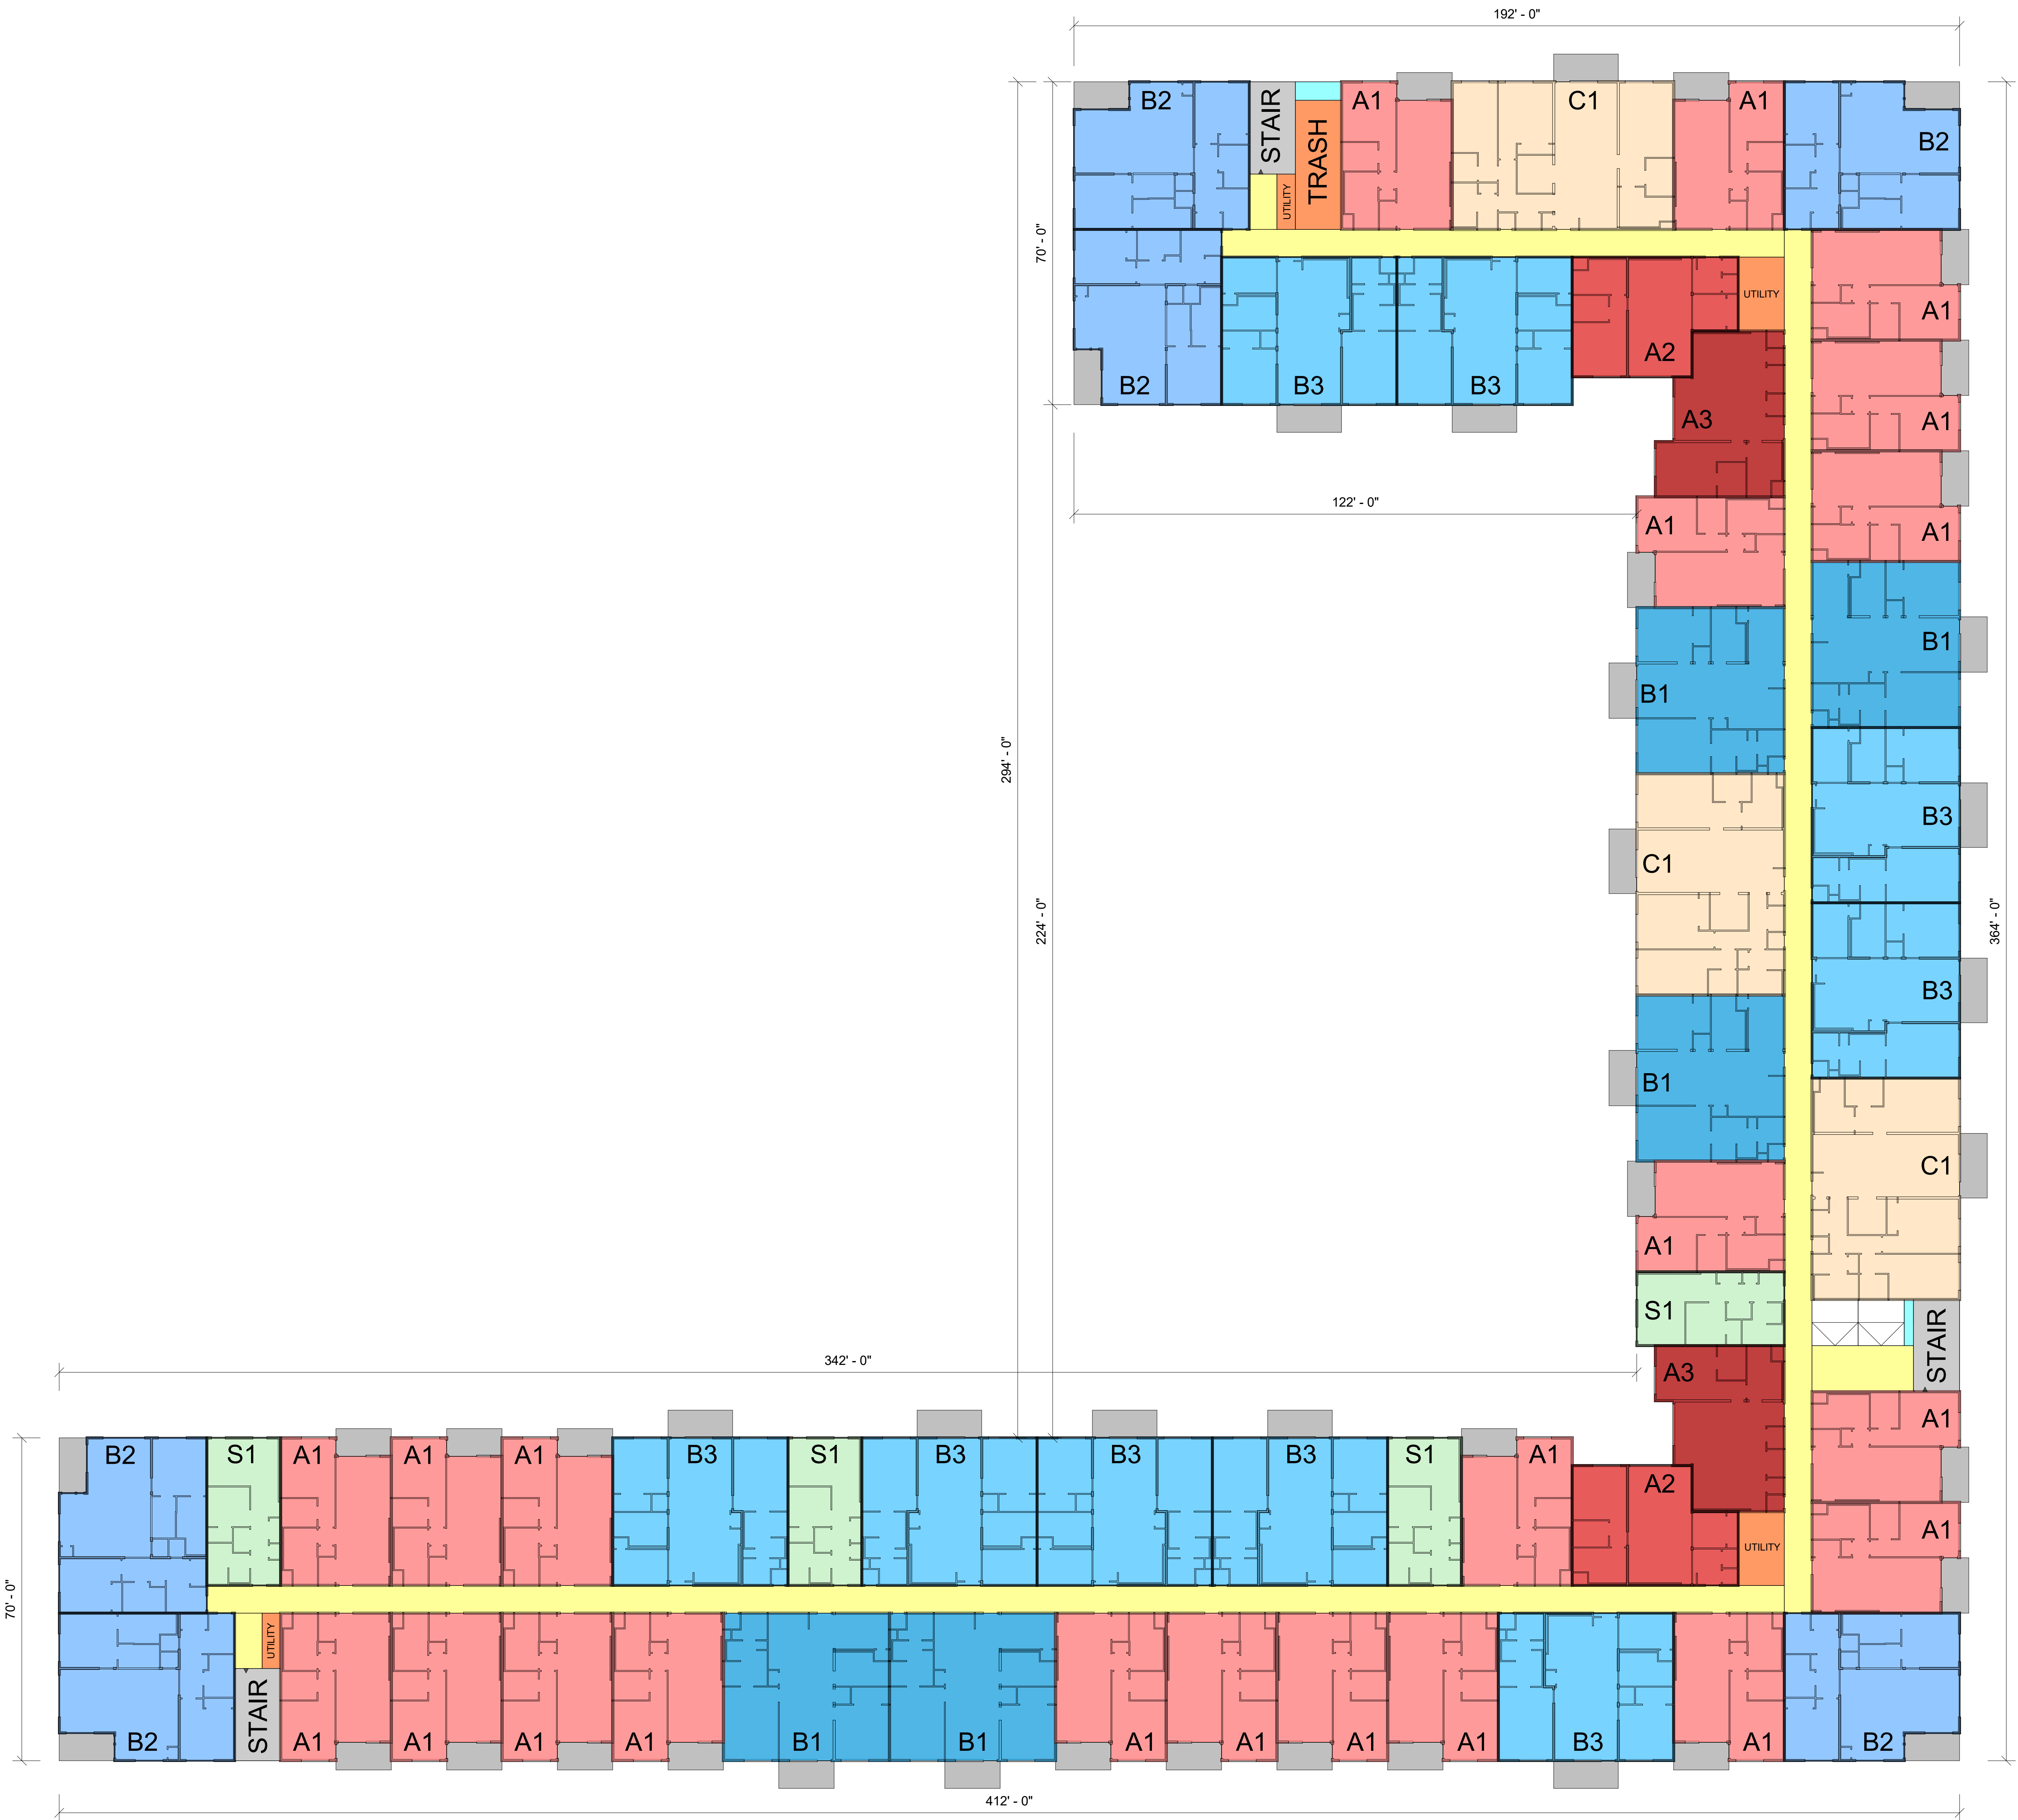 192' - 0"
B2
STAIR
TRASH
UTILITY
A1
C1
A1
B2
70' - 0"
UTILITY
A1
A2
B2
B3
B3
A3
A1
122' - 0"
A1
A1
B1
B1
294' - 0"
B3
C1
224' - 0"
364' - 0"
B3
B1
C1
A1
S1
STAIR
342' - 0"
A3
A1
B2
S1
A1
A1
A1
B3
S1
B3
B3
B3
S1
A1
A2
A1
UTILITY
70' - 0"
UTILITY
STAIR
B2
A1
A1
A1
A1
B1
B1
A1
A1
A1
A1
B3
A1
B2
412' - 0"